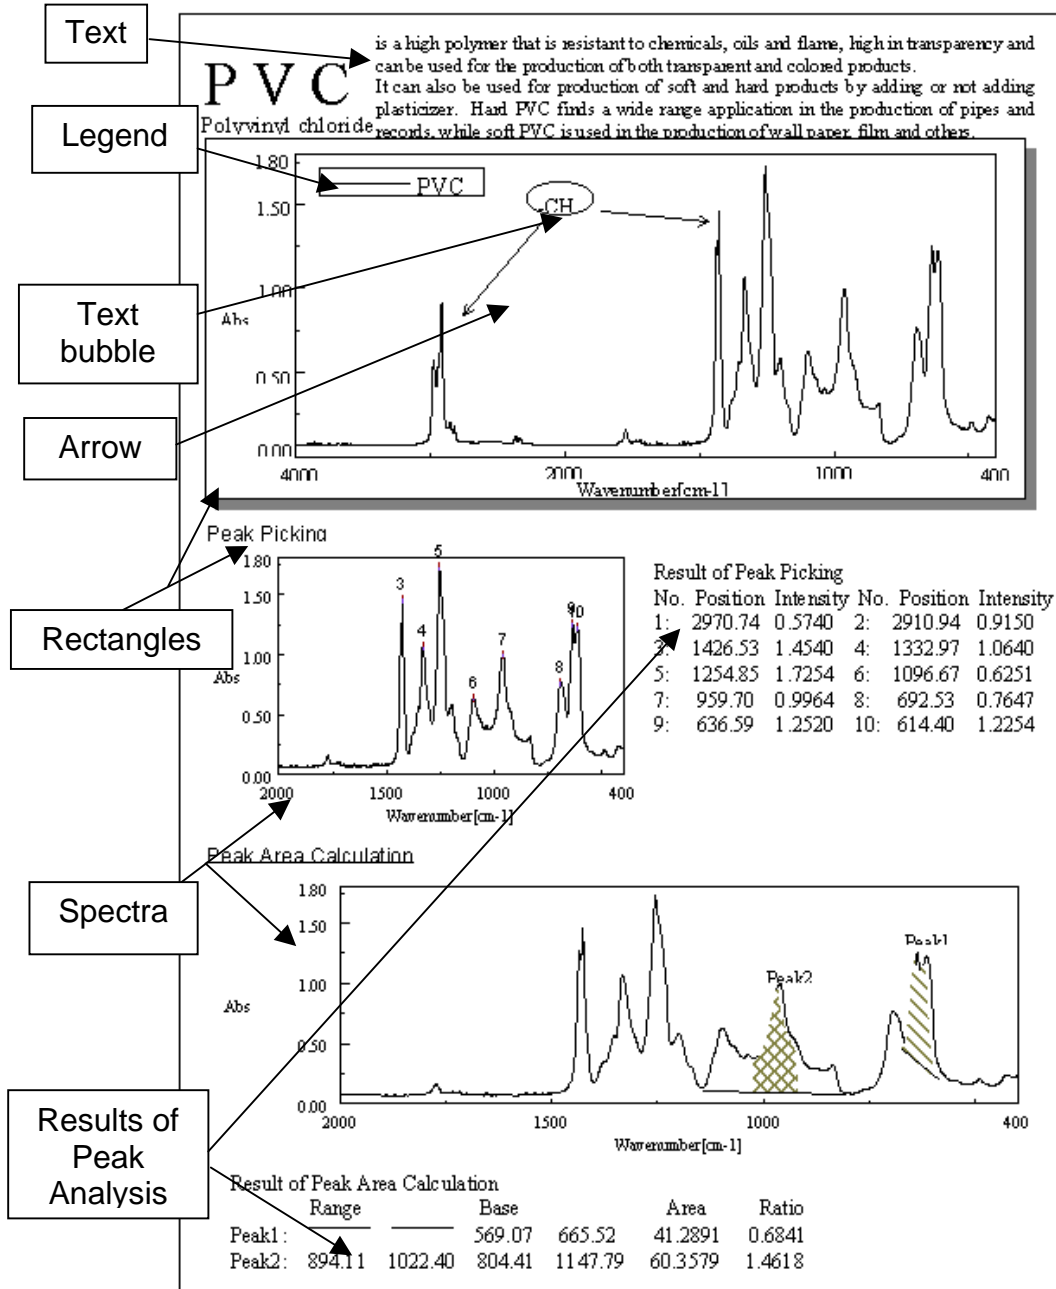 Text
is a high polymer that is resistant to chemicals, oils and flame, high in transparency and
can be used for the production of both transparent and colored products.
It can also be used for production of soft and hard products by adding or not adding
plasticizer. Hard PVC finds a wide range application in the production of pipes and
records, while soft PVC is used in the production of wall paper, film and others.
P V C
Polyvinyl chloride
Legend
1.80
1.50
1.00
Abs
0.50
0.00
PVC
-CH
4000
2000
1000
400
Wavenumber[cm-1]
Text
bubble
Arrow
Rectangles
Peak Picking
1.80
1.50
1.00
Abs
0.50
0.00
3
4
5
6
7
8
9
10
2000
1500
1000
400
Wavenumber[cm-1]
Result of Peak Picking
No. Position Intensity No. Position Intensity
1: 2970.74 0.5740 2: 2910.94 0.9150
3: 1426.53 1.4540 4: 1332.97 1.0640
5: 1254.85 1.7254 6: 1096.67 0.6251
7: 959.70 0.9964 8: 692.53 0.7647
9: 636.59 1.2520 10: 614.40 1.2254
Spectra
Peak Area Calculation
1.80
1.50
1.00
Abs
0.50
0.00
Peak2
Peak1
2000
1500
1000
400
Wavenumber[cm-1]
Results of
Peak
Analysis
Result of Peak Area Calculation
Range Base Area Ratio
Peak1: 569.07 665.52 41.2891 0.6841
Peak2: 894.11 1022.40 804.41 1147.79 60.3579 1.4618